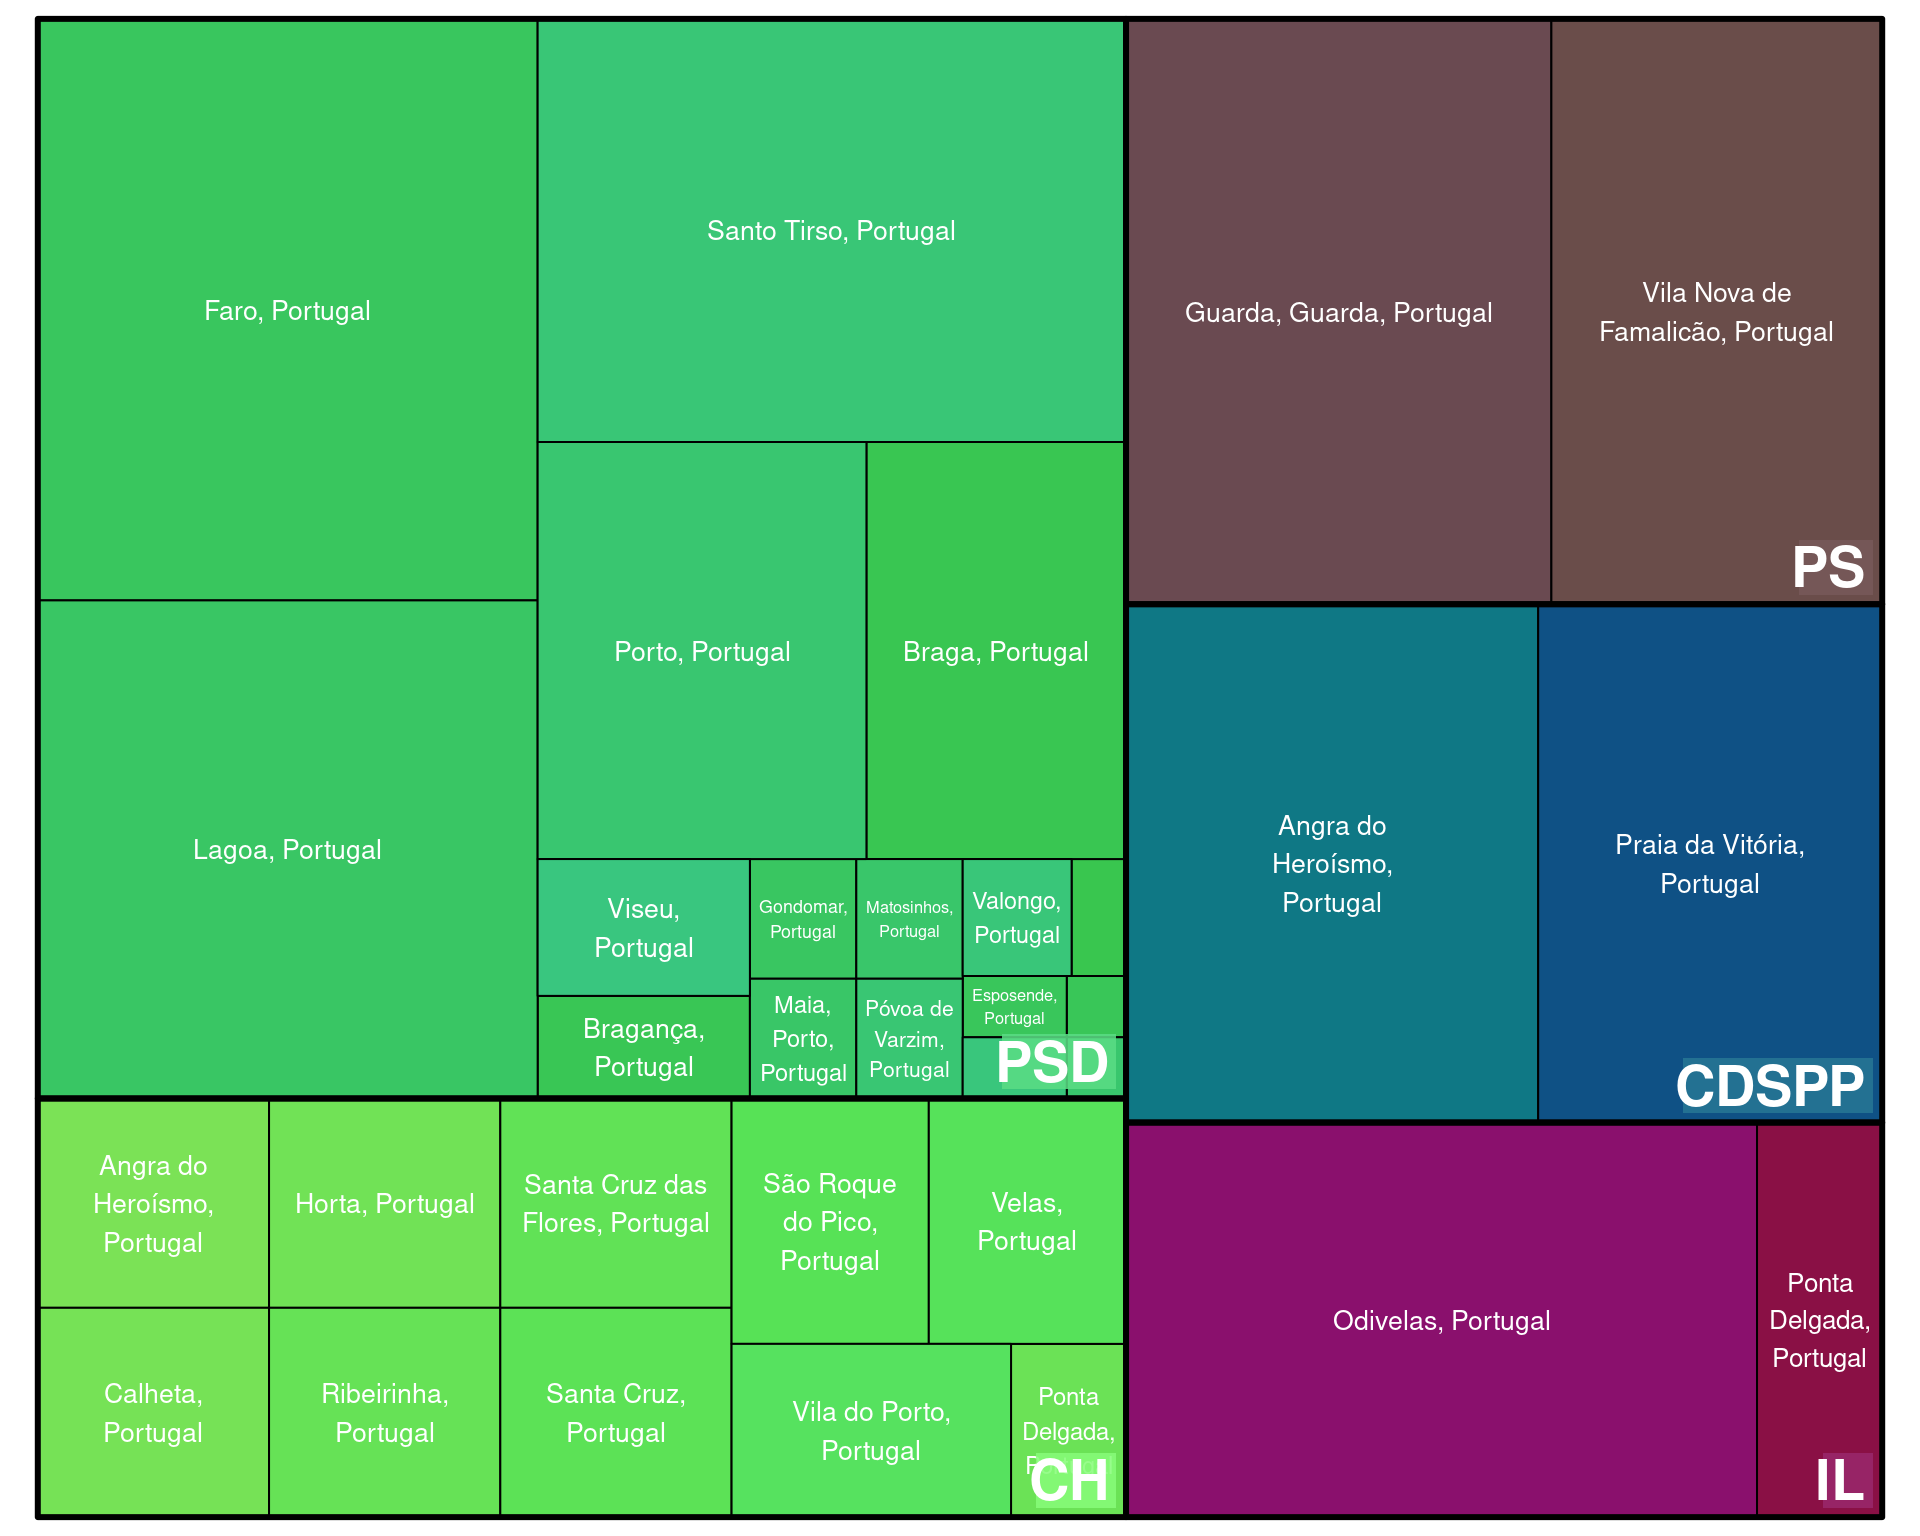 Faro, Portugal
Santo Tirso, Portugal
Lagoa, Portugal
Porto, Portugal
Braga, Portugal
Viseu,
Portugal
Bragança,
Portugal
Gondomar,
Portugal
Matosinhos,
Portugal
Valongo,
Portugal
Maia,
Porto,
Portugal
Póvoa de
Varzim,
Portugal
Esposende,
Portugal
PSD
Guarda, Guarda, Portugal
Vila Nova de
Famalicão, Portugal
PS
Angra do
Heroísmo,
Portugal
Praia da Vitória,
Portugal
CDSPP
Angra do
Heroísmo,
Portugal
Horta, Portugal
Santa Cruz das
Flores, Portugal
São Roque
do Pico,
Portugal
Velas,
Portugal
Calheta,
Portugal
Ribeirinha,
Portugal
Santa Cruz,
Portugal
Vila do Porto,
Portugal
Ponta
Delgada,
CH
Odivelas, Portugal
Ponta
Delgada,
Portugal
IL